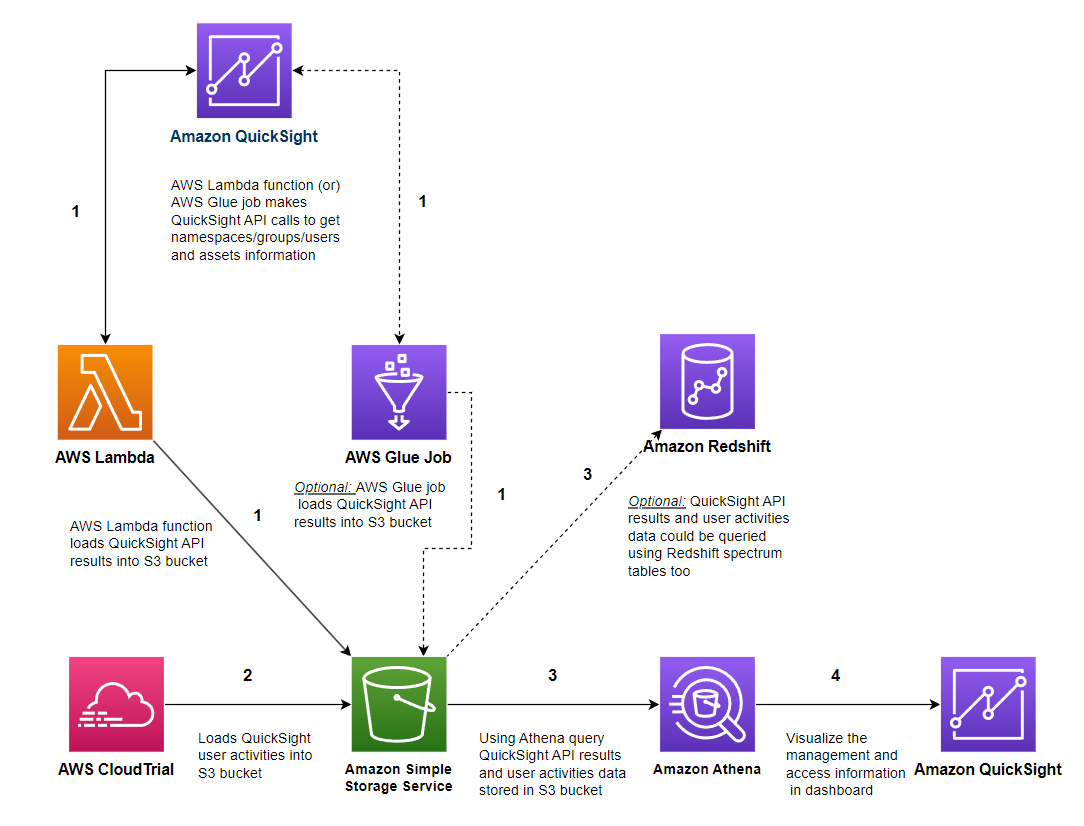 Amazon QuickSight
AWS Lambda function (or)
AWS Glue job makes
QuickSight API calls to get
namespaces/groups/users
and assets information
1
1
AWS Lambda
AWS Glue Job
Amazon Redshift
Optional: AWS Glue job
loads QuickSight API
results into S3 bucket
1
1
3
AWS Lambda function
loads QuickSight API
results into S3 bucket
Optional: QuickSight API
results and user activities
data could be queried
using Redshift spectrum
tables too
2
3
4
AWS CloudTrial
Loads QuickSight
user activities into
S3 bucket
Amazon Simple
Storage Service
Using Athena query
QuickSight API results
and user activities data
stored in S3 bucket
Amazon Athena
Visualize the
management and
access information
in dashboard
Amazon QuickSight